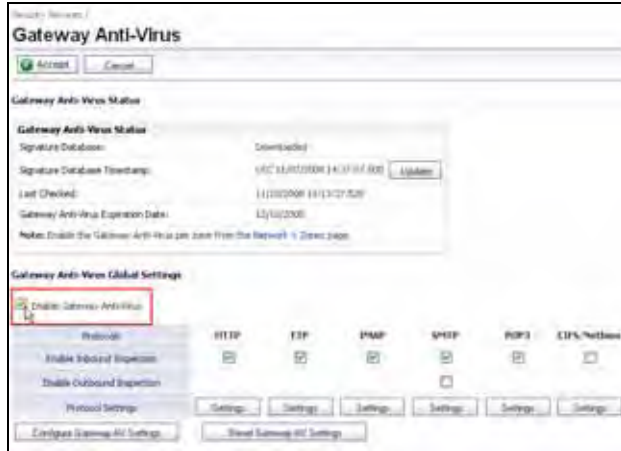 Security Services /
Gateway Anti-Virus
Accept Cancel
Gateway Anti-Virus Status
Gateway Anti-Virus Status
Signature Database: Downloaded
Signature Database Timestamp: UTC 11/07/2008 Update
Last Checked:
Gateway Anti-Virus Expiration Date:
Note: Enable the Gateway Anti-Virus per zone from the Network > Zones page.
Gateway Anti-Virus Global Settings
Enable Gateway Anti-Virus
Protocols HTTP FTP IMAP SMTP POP3 CIFS/Netbios
Enable Inbound Inspection
Enable Outbound Inspection
Protocol Settings Settings Settings Settings Settings Settings Settings
Configure Gateway AV Settings Reset Gateway AV Settings